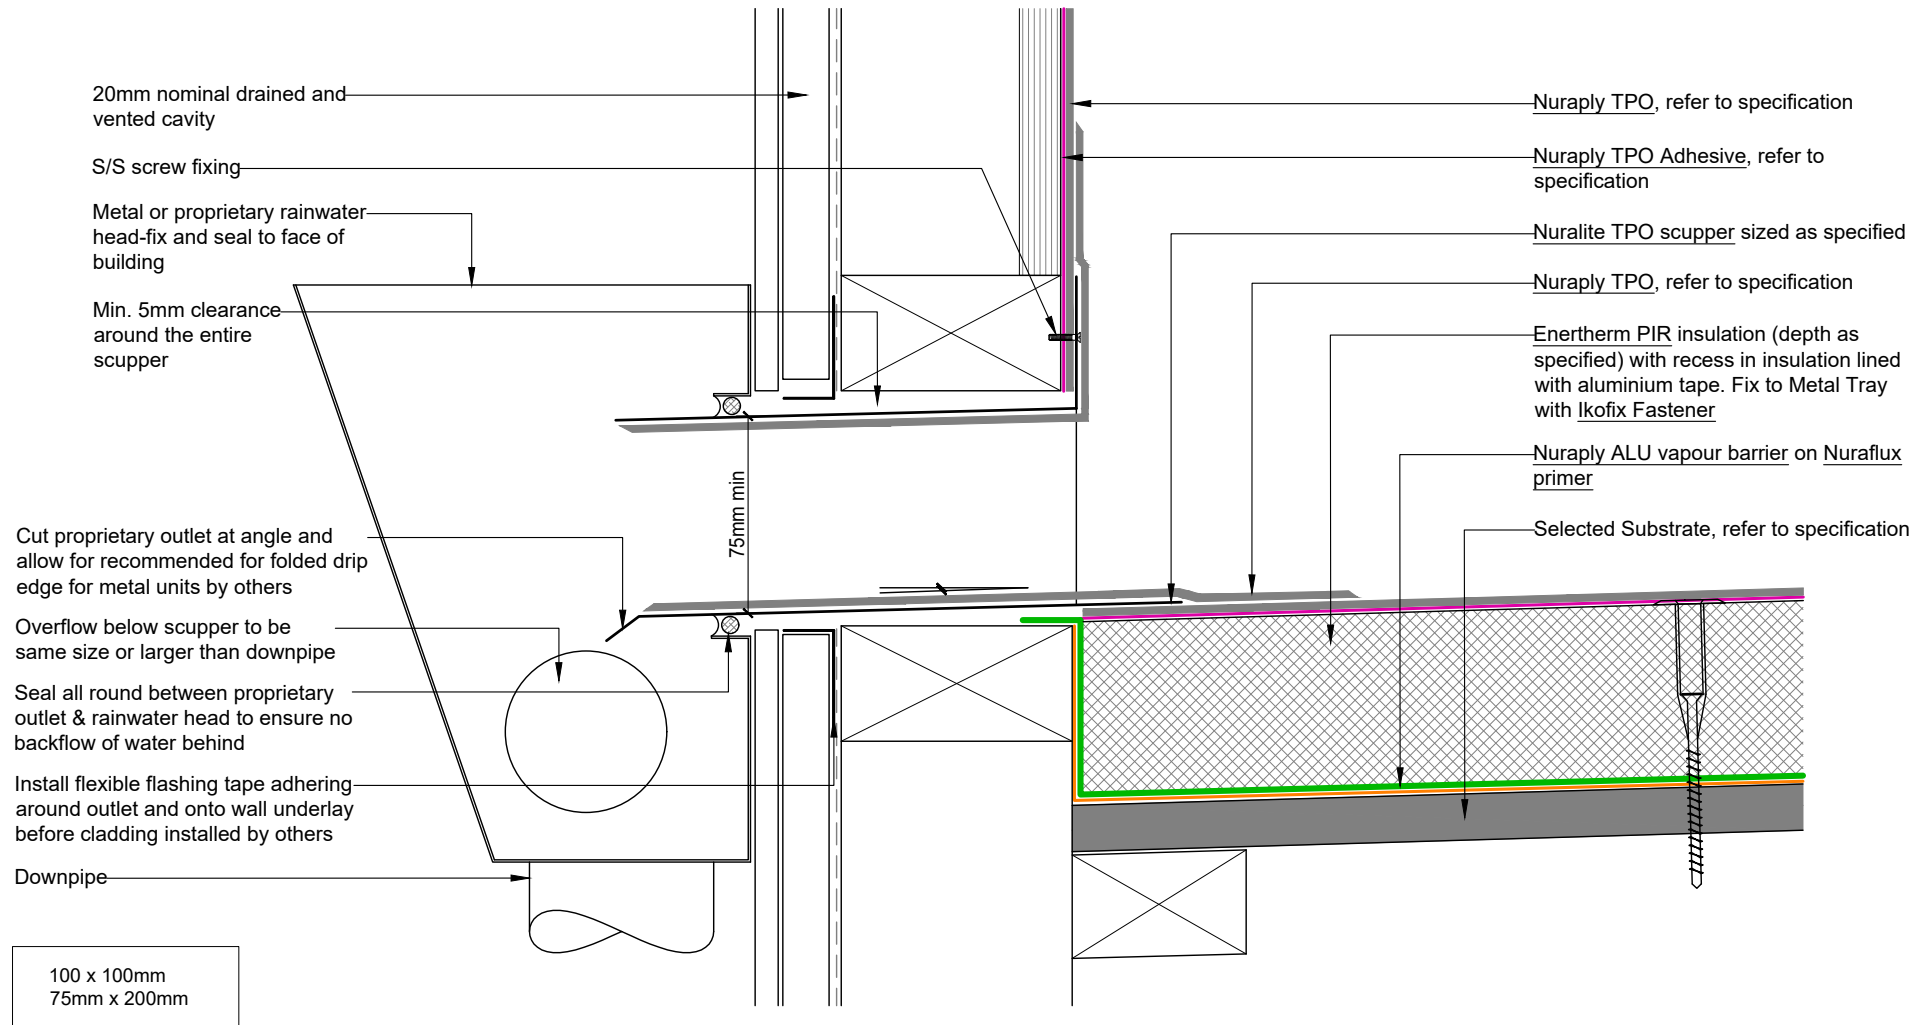 20mm nominal drained and
vented cavity
S/S screw fixing
Metal or proprietary rainwater
head-fix and seal to face of
building
Min. 5mm clearance
around the entire
scupper
Cut proprietary outlet at angle and
allow for recommended for folded drip
edge for metal units by others
Overflow below scupper to be
same size or larger than downpipe
Seal all round between proprietary
outlet & rainwater head to ensure no
backflow of water behind
Install flexible flashing tape adhering
around outlet and onto wall underlay
before cladding installed by others
Downpipe
100 x 100mm
75mm x 200mm
75mm min
Nuraply TPO, refer to specification
Nuraply TPO Adhesive, refer to
specification
Nuralite TPO scupper sized as specified
Nuraply TPO, refer to specification
Enertherm PIR insulation (depth as
specified) with recess in insulation lined
with aluminium tape. Fix to Metal Tray
with Ikofix Fastener
Nuraply ALU vapour barrier on Nuraflux
primer
Selected Substrate, refer to specification